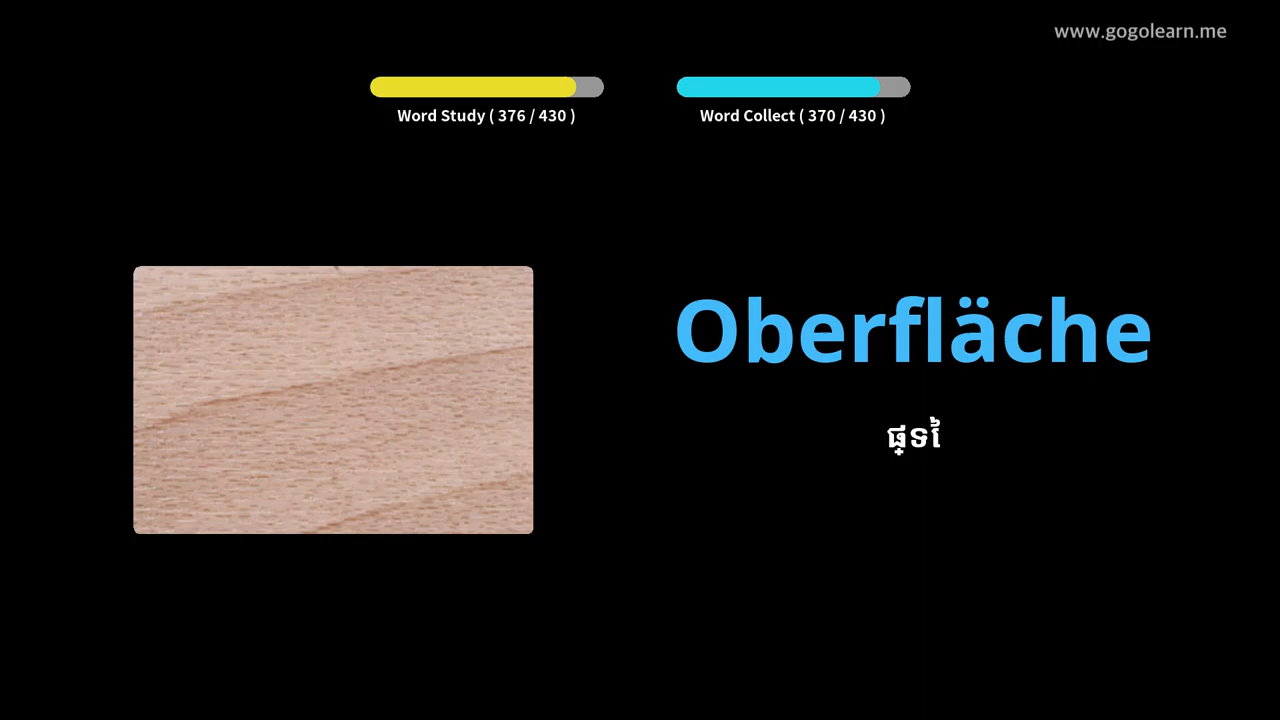 www.gogolearn.me
Word Study ( 376 / 430 )
Word Collect ( 370 / 430 )
Oberfläche
ផ្ទៃ